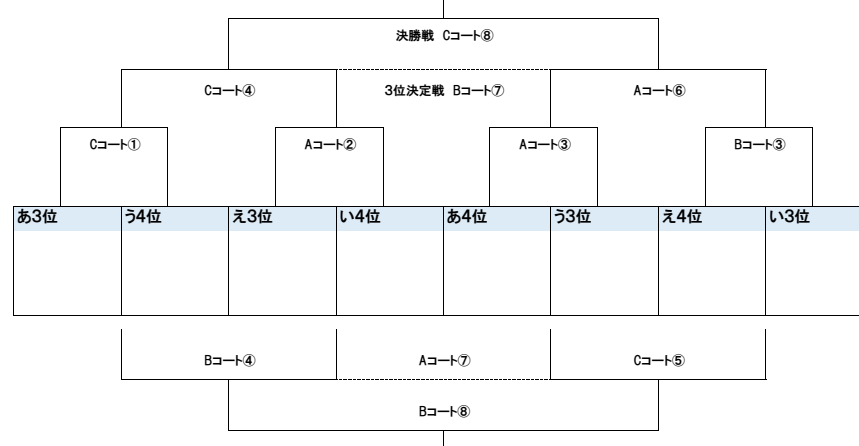 決勝戦 Cコート⑧
Cコート④ 3位決定戦 Bコート⑦ Aコート⑥
Cコート① Aコート② Aコート③ Bコート③
あ3位 う4位 え3位 い4位 あ4位 う3位 え4位 い3位
Bコート④ Aコート⑦ Cコート⑤
Bコート⑧